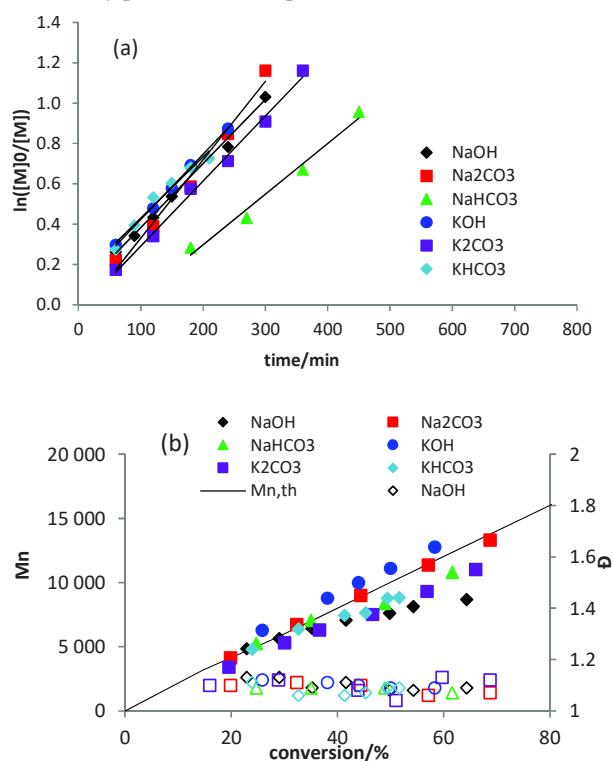 (a)
1.4
1.2
1.0
0.8
0.6
0.4
0.2
0.0
ln([M]0/[M])
0 100 200 300 400 500 600 700 800
time/min
NaOH
Na2CO3
NaHCO3
KOH
K2CO3
KHCO3
(b)
NaOH Na2CO3
NaHCO3 KOH
K2CO3 KHCO3
Mn,th NaOH
20 000
15 000
10 000
5 000
0
Mn
2
1.8
1.6
1.4
1.2
1
Đ
0 20 40 60 80
conversion/%